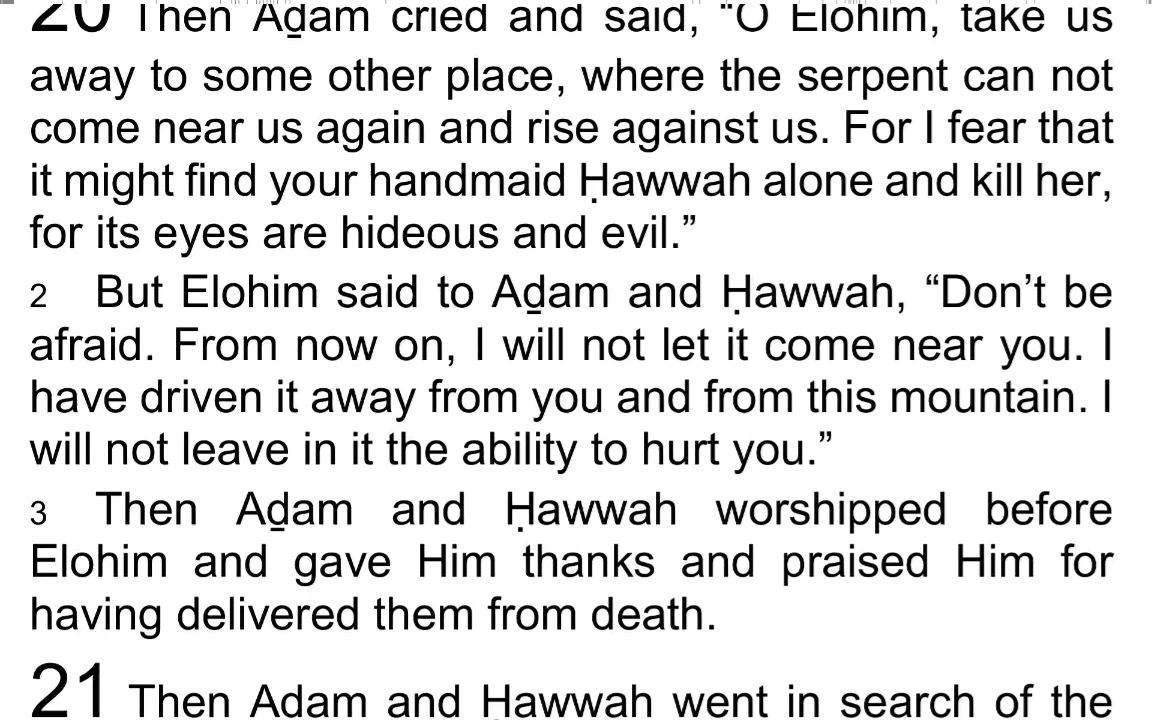 20 Then Aḏam cried and said, “O Elohim, take us
away to some other place, where the serpent can not
come near us again and rise against us. For I fear that
it might find your handmaid Ḥawwah alone and kill her,
for its eyes are hideous and evil.”
2 But Elohim said to Aḏam and Ḥawwah, “Don’t be
afraid. From now on, I will not let it come near you. I
have driven it away from you and from this mountain. I
will not leave in it the ability to hurt you.”
3 Then Aḏam and Ḥawwah worshipped before
Elohim and gave Him thanks and praised Him for
having delivered them from death.
21 Then Aḏam and Ḥawwah went in search of the